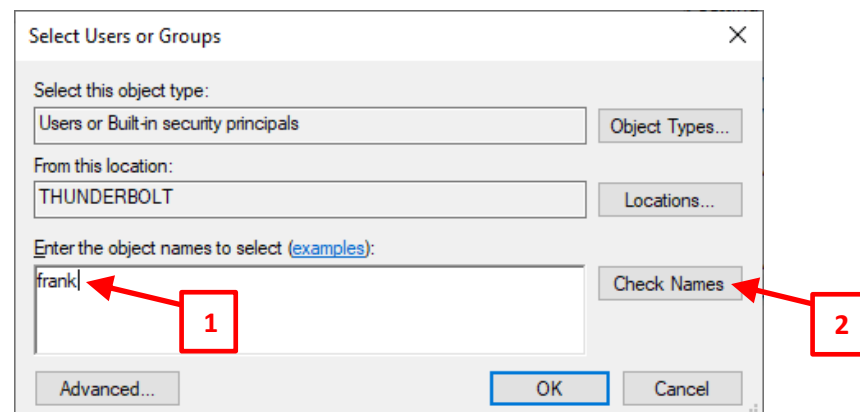 Select Users or Groups
Select this object type:
Users or Built-in security principals
Object Types...
From this location:
THUNDERBOLT
Locations...
Enter the object names to select (examples):
frank
Check Names
1
2
Advanced...
OK
Cancel